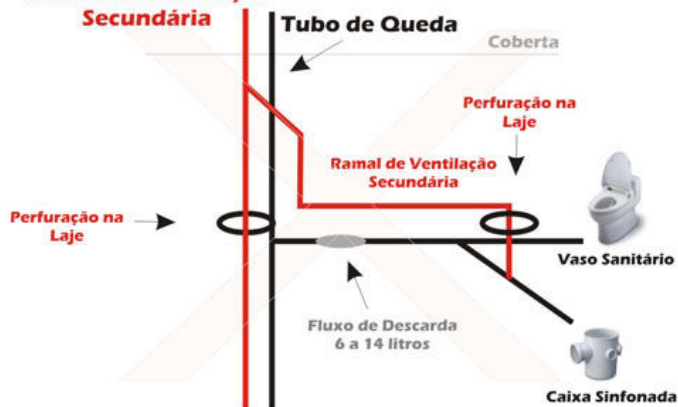 Secundária
Tubo de Queda
Coberta
Perfuração na
Laje
Ramal de Ventilação
Secundária
Perfuração na
Laje
Vaso Sanitário
Fluxo de Descarda
6 a 14 litros
Caixa Sinfonada